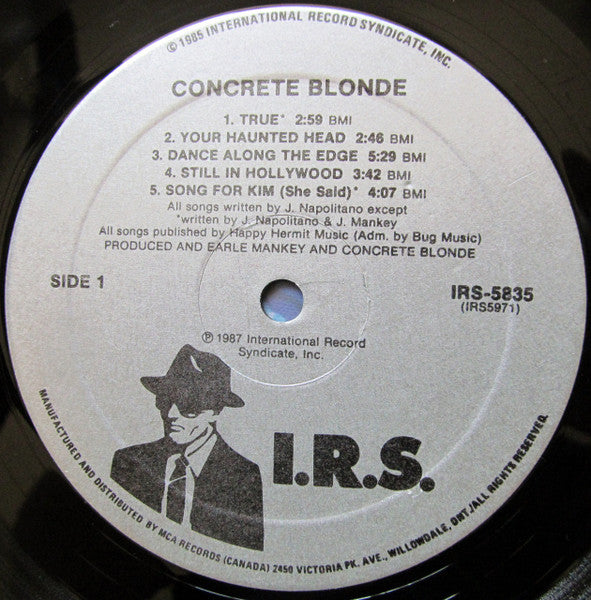 © 1985 INTERNATIONAL RECORD SYNDICATE, INC.
CONCRETE BLONDE
1. TRUE* 2:59 BMI
2. YOUR HAUNTED HEAD 2:46 BMI
3. DANCE ALONG THE EDGE 5:29 BMI
4. STILL IN HOLLYWOOD 3:42 BMI
5. SONG FOR KIM (She Said)* 4:07 BMI
All songs written by J. Napolitano except
*written by J. Napolitano & J. Mankey
All songs published by Happy Hermit Music (Adm. by Bug Music)
PRODUCED AND EARLE MANKEY AND CONCRETE BLONDE
SIDE 1
IRS-5835
(IRS5971)
℗ 1987 International Record
Syndicate, Inc.
I.R.S.
MANUFACTURED AND DISTRIBUTED BY MCA RECORDS (CANADA) 2450 VICTORIA PK. AVE., WILLOWDALE, ONT./ALL RIGHTS RESERVED.